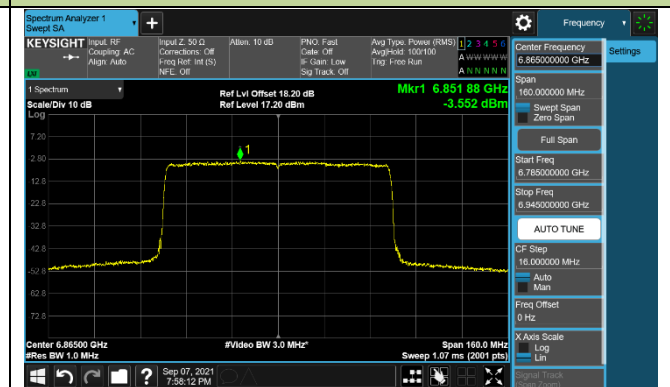 Spectrum Analyzer 1
Swept SA
+
Frequency
KEYSIGHT
Input: RF
Coupling: AC
Align: Auto
Input Z: 50 Ω
Corrections: Off
Freq Ref: Int (S)
NFE: Off
Atten: 10 dB
PNO: Fast
Gate: Off
IF Gain: Low
Sig Track: Off
Avg Type: Power (RMS)
Avg|Hold: 100/100
Trig: Free Run
1 2 3 4 5 6
A W W W W W
A N N N N N
LXI
1 Spectrum
Scale/Div 10 dB
Log
Ref Lvl Offset 18.20 dB
Ref Level 17.20 dBm
Mkr1 6.851 88 GHz
-3.552 dBm
1
7.20
2.80
12.8
22.8
32.8
42.8
-52.8
62.8
72.8
Center 6.86500 GHz
#Res BW 1.0 MHz
#Video BW 3.0 MHz*
Span 160.0 MHz
Sweep 1.07 ms (2001 pts)
Center Frequency
6.865000000 GHz
Settings
Span
160.000000 MHz
Swept Span
Zero Span
Full Span
Start Freq
6.785000000 GHz
Stop Freq
6.945000000 GHz
AUTO TUNE
CF Step
16.000000 MHz
Auto
Man
Freq Offset
0 Hz
X Axis Scale
Log
Lin
Signal Track
(Span Zoom)
?
Sep 07, 2021
7:58:12 PM